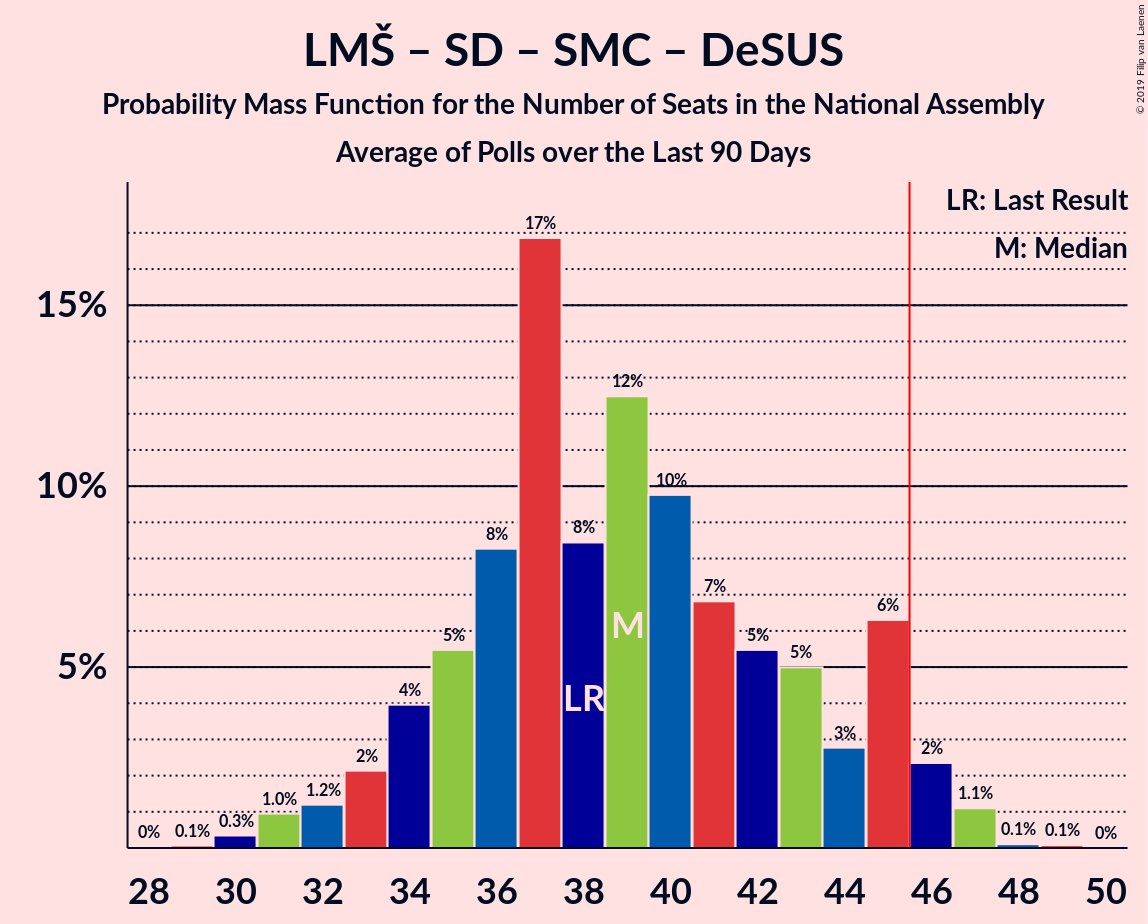 LMŠ – SD – SMC – DeSUS
Probability Mass Function for the Number of Seats in the National Assembly
Average of Polls over the Last 90 Days
© 2019 Filip van Laenen
LR: Last Result
M: Median
15%
10%
5%
0%
0.1%
0.3%
1.0%
1.2%
2%
4%
5%
8%
17%
8%
12%
10%
7%
5%
5%
3%
6%
2%
1.1%
0.1%
0.1%
0%
LR
M
28 30 32 34 36 38 40 42 44 46 48 50